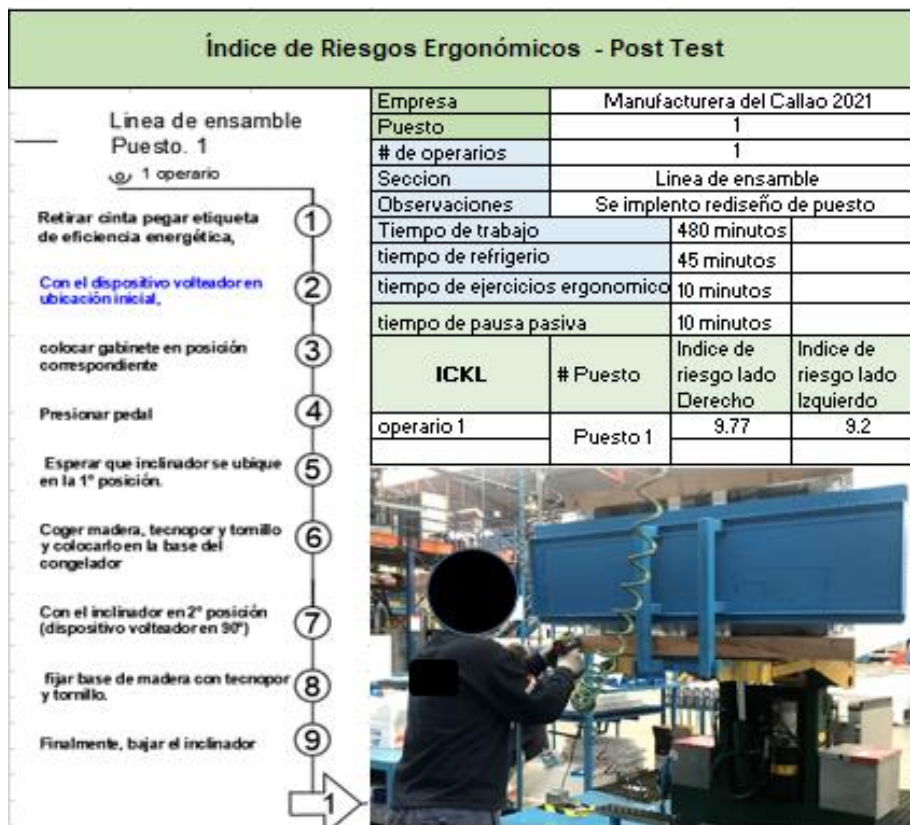 Índice de Riesgos Ergonómicos - Post Test
Linea de ensamble
Puesto. 1
1 operario
Retirar cinta pegar etiqueta
de eficiencia energética,
1
Con el dispositivo volteador en
ubicación inicial,
2
colocar gabinete en posición
correspondiente
3
Presionar pedal
4
Esperar que inclinador se ubique
en la 1° posición.
5
Coger madera, tecnopor y tornillo
y colocarlo en la base del
congelador
6
Con el inclinador en 2° posición
(dispositivo volteador en 90°)
7
fijar base de madera con tecnopor
y tornillo.
8
Finalmente, bajar el inclinador
9
1
Empresa Manufacturera del Callao 2021
Puesto 1
# de operarios 1
Seccion Linea de ensamble
Observaciones Se implento rediseño de puesto
Tiempo de trabajo 480 minutos
tiempo de refrigerio 45 minutos
tiempo de ejercicios ergonomico 10 minutos
tiempo de pausa pasiva 10 minutos
ICKL # Puesto
Indice de
riesgo lado
Derecho
Indice de
riesgo lado
Izquierdo
operario 1 Puesto 1 9.77 9.2